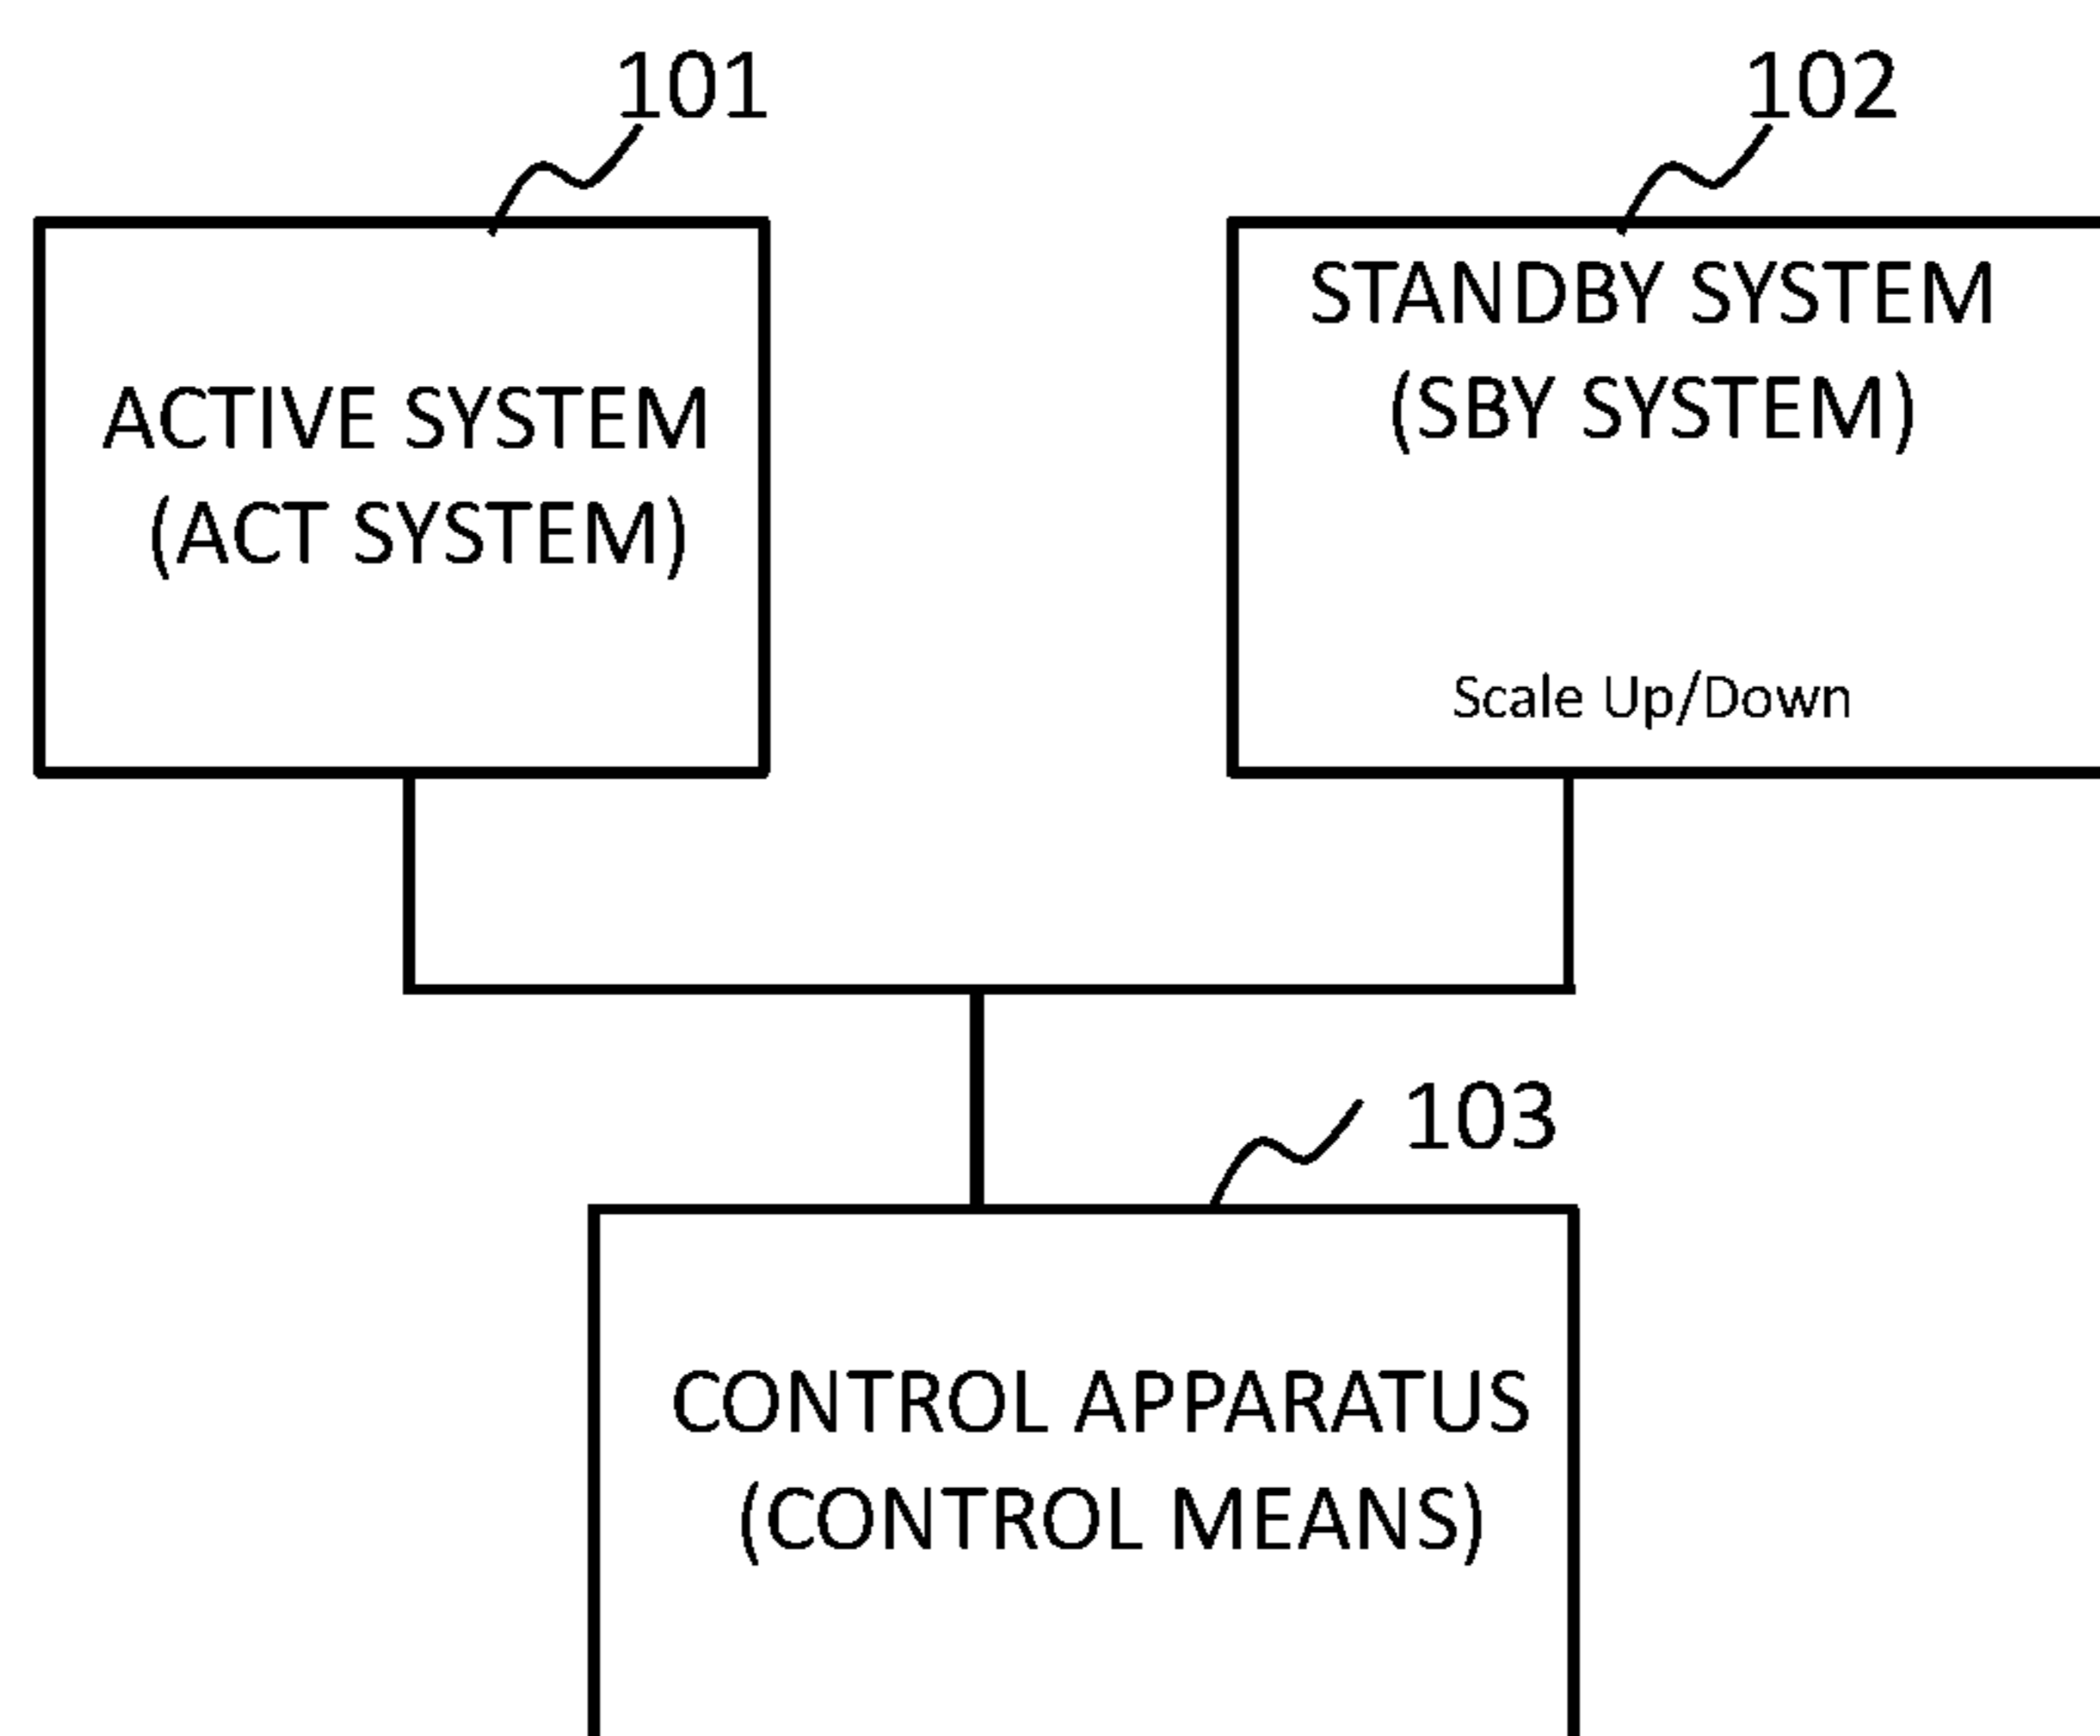 101
102
ACTIVE SYSTEM
(ACT SYSTEM)
STANDBY SYSTEM
(SBY SYSTEM)
Scale Up/Down
103
CONTROL APPARATUS
(CONTROL MEANS)